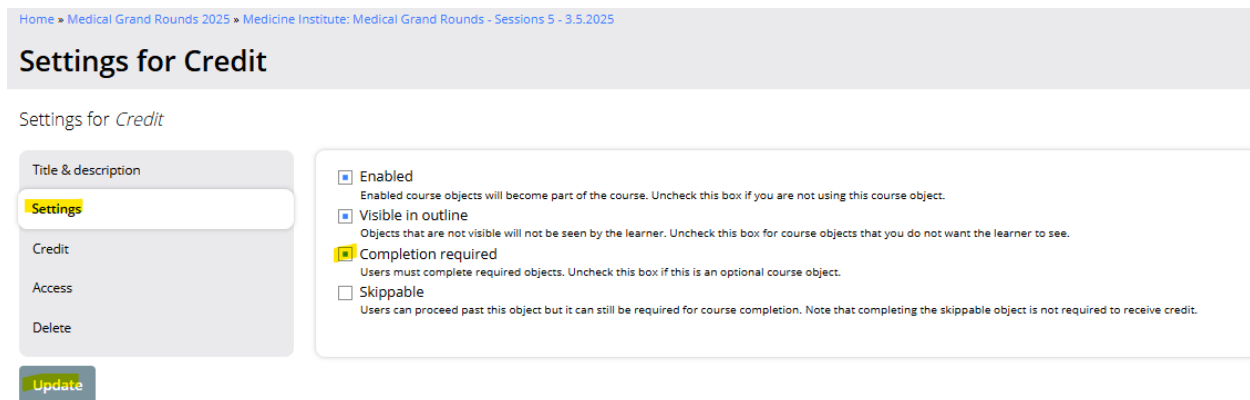 Home » Medical Grand Rounds 2025 » Medicine Institute: Medical Grand Rounds - Sessions 5 - 3.5.2025
Settings for Credit
Settings for Credit
Title & description
Settings
Credit
Access
Delete
Enabled
Enabled course objects will become part of the course. Uncheck this box if you are not using this course object.
Visible in outline
Objects that are not visible will not be seen by the learner. Uncheck this box for course objects that you do not want the learner to see.
Completion required
Users must complete required objects. Uncheck this box if this is an optional course object.
Skippable
Users can proceed past this object but it can still be required for course completion. Note that completing the skippable object is not required to receive credit.
Update